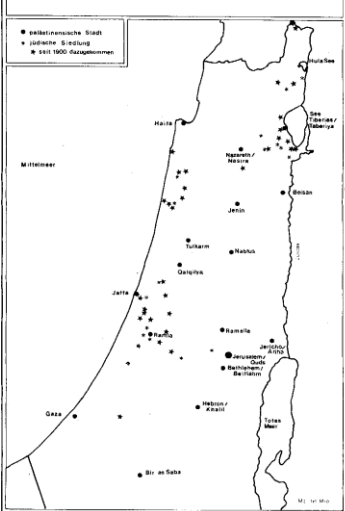 palästinensische Stadt
jüdische Siedlung
seit 1900 dazugekommen
Hula See
See
Tiberias/
Tabariya
Haifa
Nazareth/
Nasira
Mittelmeer
Beisan
Jenin
Tulkarm
Nablus
Qalqilya
Jaffa
Ramla
Ramalla
Jericho/
Ariha
Jerusalem/
Quds
Bethlehem/
Beitlahm
Hebron/
Khalil
Gaza
Totes
Meer
Bir as Saba